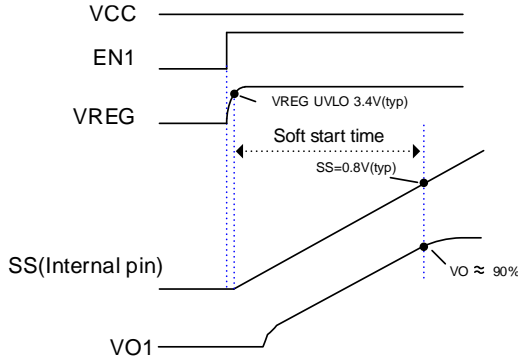 VCC
EN1
VREG UVLO 3.4V(typ)
VREG
Soft start time
SS=0.8V(typ)
SS(Internal pin)
VO ≈ 90%
VO1